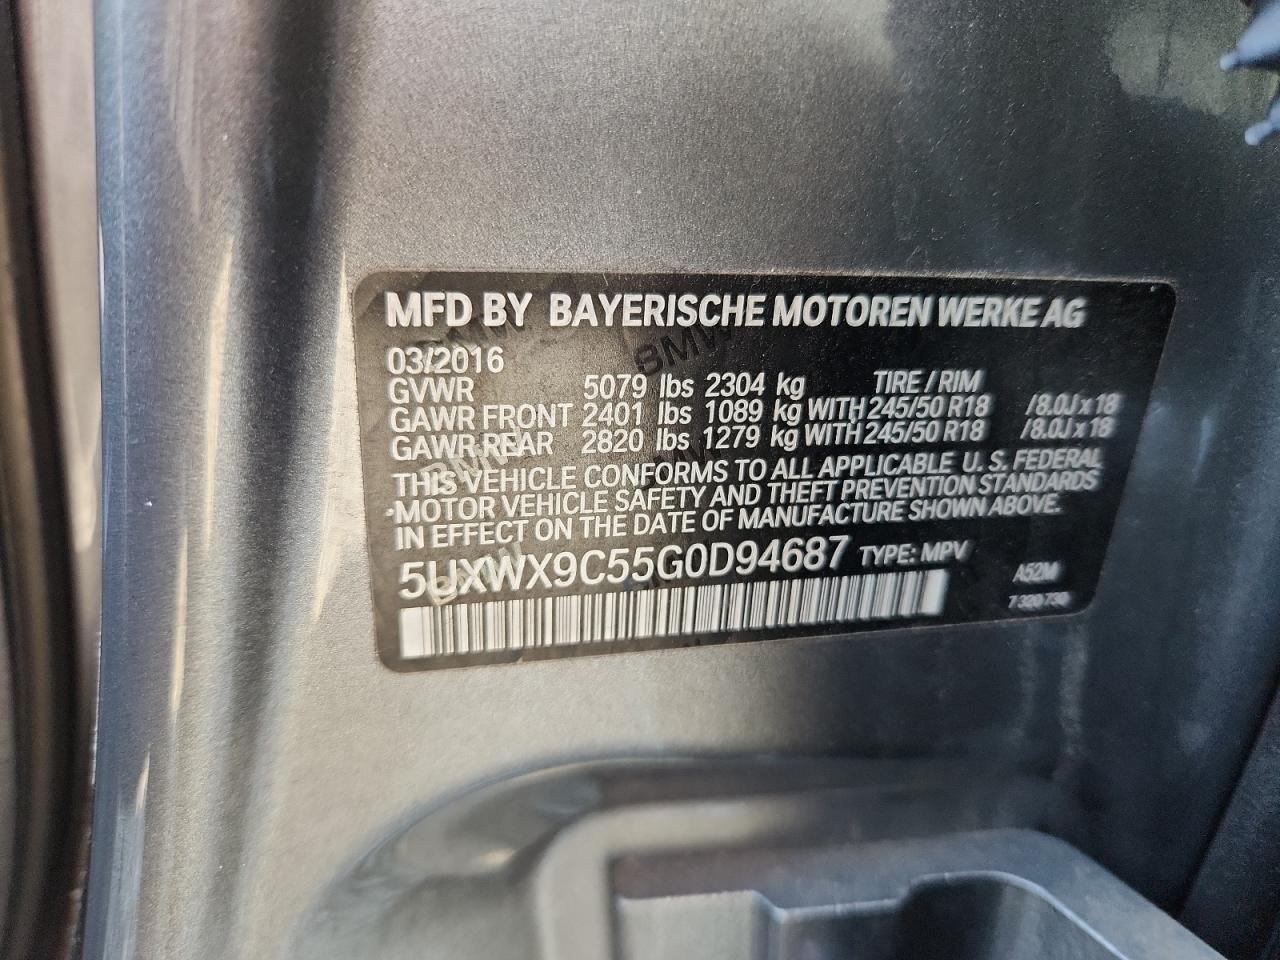 MFD BY BAYERISCHE MOTOREN WERKE AG
03/2016
GVWR 5079 lbs 2304 kg TIRE / RIM
GAWR FRONT 2401 lbs 1089 kg WITH 245/50 R18 / 8.0J x 18
GAWR REAR 2820 lbs 1279 kg WITH 245/50 R18 / 8.0J x 18
THIS VEHICLE CONFORMS TO ALL APPLICABLE U. S. FEDERAL
MOTOR VEHICLE SAFETY AND THEFT PREVENTION STANDARDS
IN EFFECT ON THE DATE OF MANUFACTURE SHOWN ABOVE.
5UXWX9C55G0D94687 TYPE: MPV
A52M